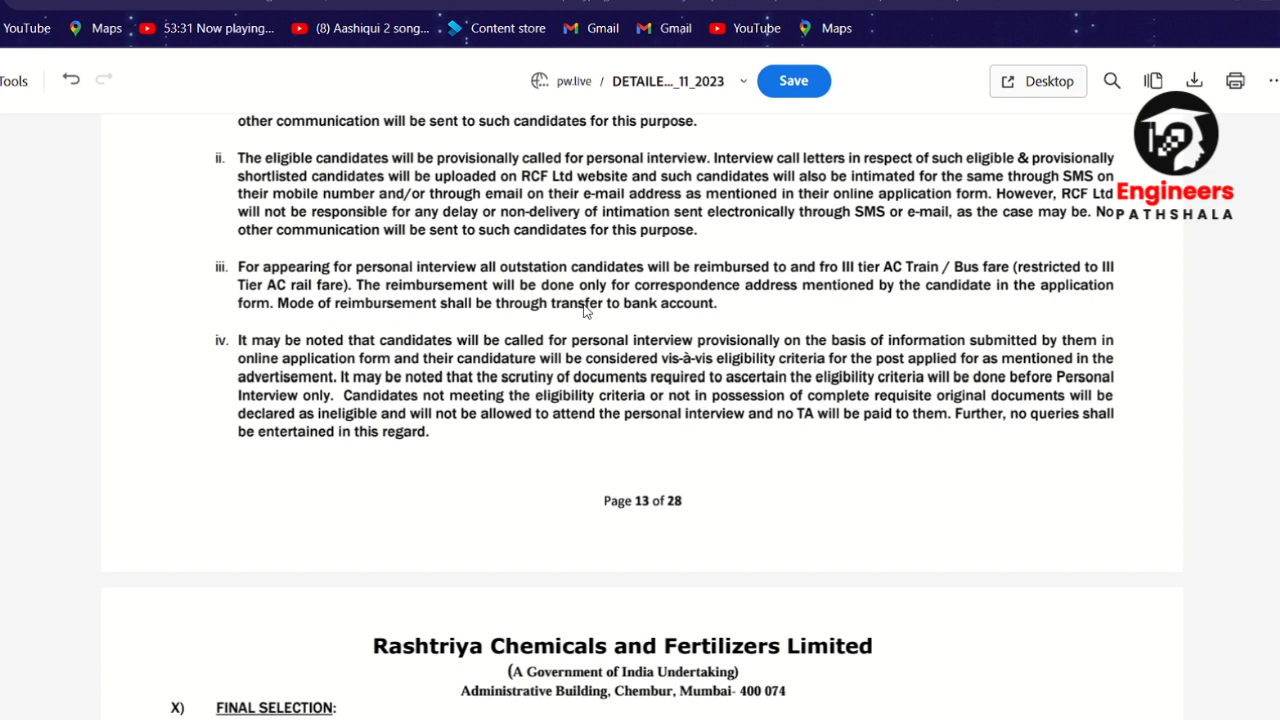 YouTube Maps 53:31 Now playing... (8) Aashiqui 2 song... Content store Gmail Gmail YouTube Maps
Tools pw.live / DETAILE..._11_2023 Save Desktop
other communication will be sent to such candidates for this purpose.
ii. The eligible candidates will be provisionally called for personal interview. Interview call letters in respect of such eligible & provisionally
shortlisted candidates will be uploaded on RCF Ltd website and such candidates will also be intimated for the same through SMS on
their mobile number and/or through email on their e-mail address as mentioned in their online application form. However, RCF Ltd
will not be responsible for any delay or non-delivery of intimation sent electronically through SMS or e-mail, as the case may be. No
other communication will be sent to such candidates for this purpose.
Engineers
PATHSHALA
iii. For appearing for personal interview all outstation candidates will be reimbursed to and fro III tier AC Train / Bus fare (restricted to III
Tier AC rail fare). The reimbursement will be done only for correspondence address mentioned by the candidate in the application
form. Mode of reimbursement shall be through transfer to bank account.
iv. It may be noted that candidates will be called for personal interview provisionally on the basis of information submitted by them in
online application form and their candidature will be considered vis-à-vis eligibility criteria for the post applied for as mentioned in the
advertisement. It may be noted that the scrutiny of documents required to ascertain the eligibility criteria will be done before Personal
Interview only. Candidates not meeting the eligibility criteria or not in possession of complete requisite original documents will be
declared as ineligible and will not be allowed to attend the personal interview and no TA will be paid to them. Further, no queries shall
be entertained in this regard.
Page 13 of 28
Rashtriya Chemicals and Fertilizers Limited
(A Government of India Undertaking)
Administrative Building, Chembur, Mumbai- 400 074
X) FINAL SELECTION: